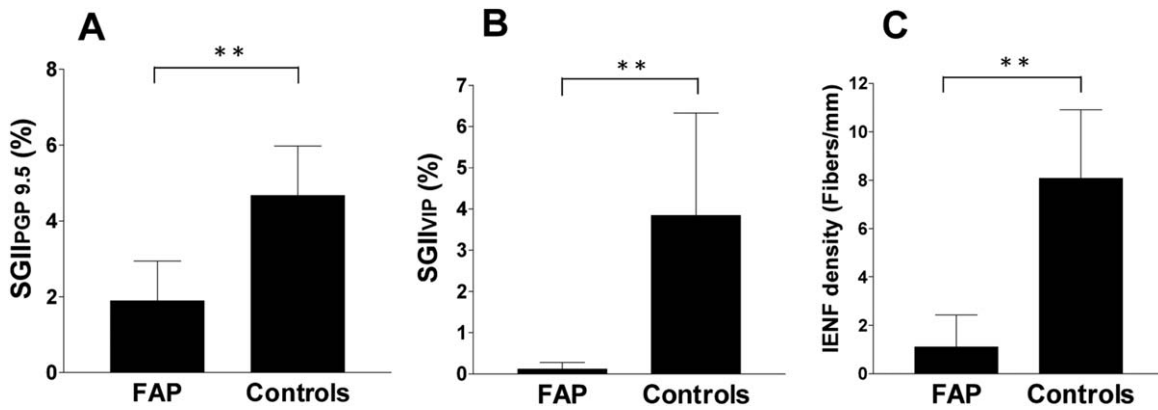 A
SGIIPGP 9.5 (%)
8
6
4
2
0
**
FAP Controls
B
SGIIVIP (%)
7
6
5
4
3
2
1
0
**
FAP Controls
C
IENF density (Fibers/mm)
12
10
8
6
4
2
0
**
FAP Controls